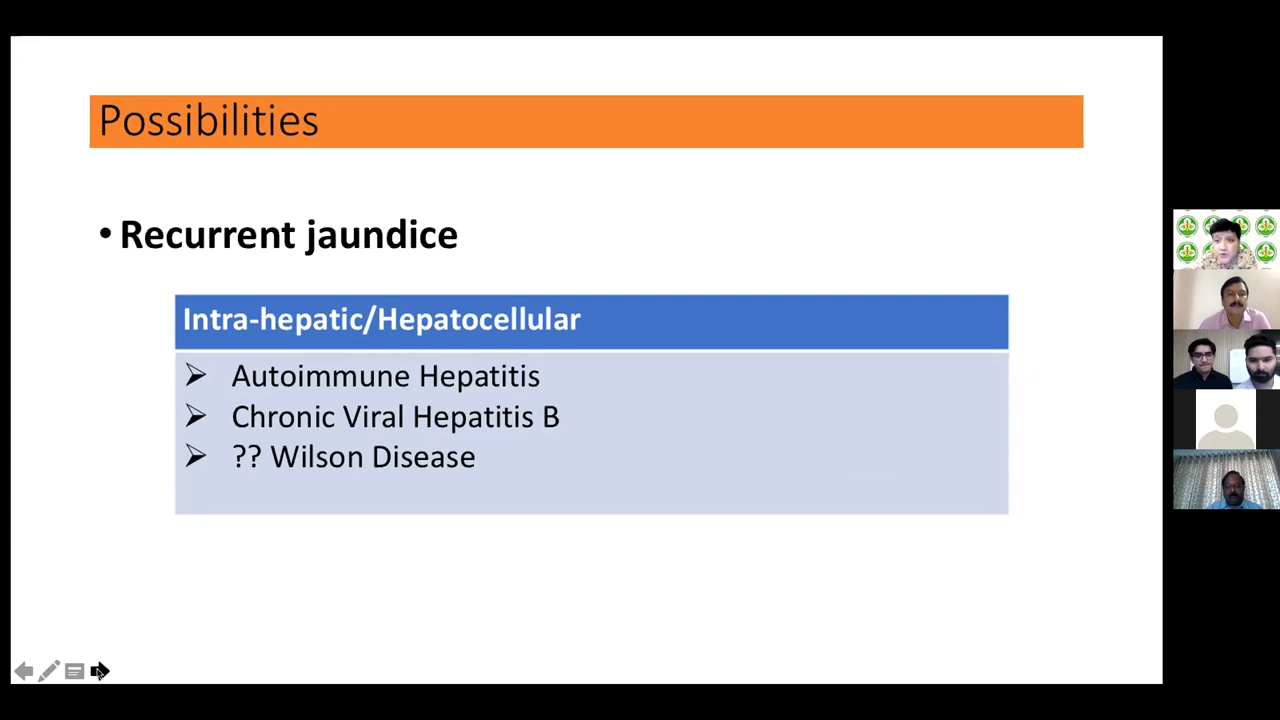 Possibilities
• Recurrent jaundice
Intra-hepatic/Hepatocellular
➢ Autoimmune Hepatitis
➢ Chronic Viral Hepatitis B
➢ ?? Wilson Disease